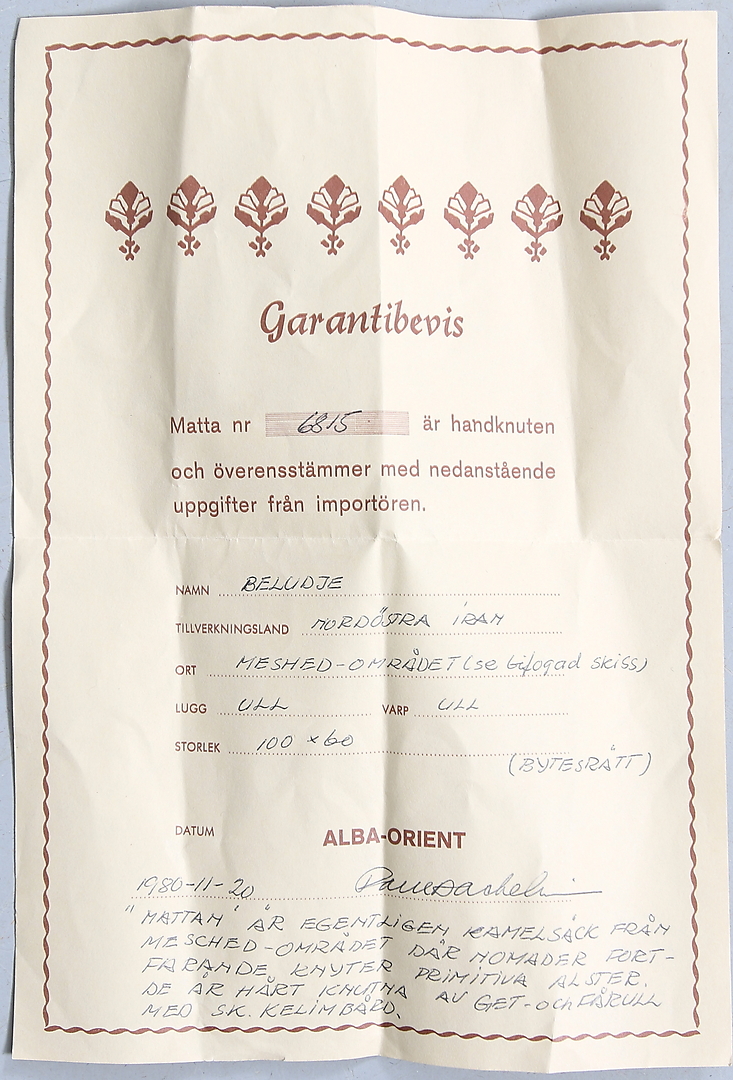 Garantibevis
Matta nr 6815 är handknuten
och överensstämmer med nedanstående
uppgifter från importören.
NAMN BELUDJE
TILLVERKNINGSLAND NORDÖSTRA IRAN
ORT MESHED-OMRÅDET (se bifogad skiss)
LUGG ULL VARP ULL
STORLEK 100 × 60
(BYTESRÄTT)
DATUM ALBA-ORIENT
1980-11-20
"MATTAN" ÄR EGENTLIGEN KAMELSÄCK FRÅN
MESCHED-OMRÅDET DÄR NOMADER FORT-
FARANDE KNYTER PRIMITIVA ALSTER.
DE ÄR HÅRT KNUTNA AV GET- och FÅRULL
MED SK. KELIMBÅRD.